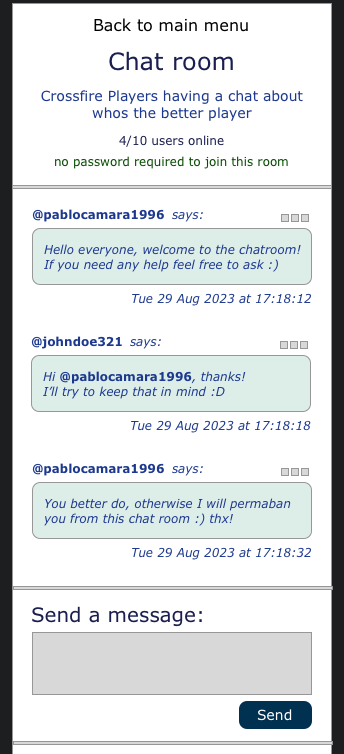 Back to main menu
Chat room
Crossfire Players having a chat about
whos the better player
4/10 users online
no password required to join this room
@pablocamara1996 says:
Hello everyone, welcome to the chatroom!
If you need any help feel free to ask :)
Tue 29 Aug 2023 at 17:18:12
@johndoe321 says:
Hi @pablocamara1996, thanks!
I'll try to keep that in mind :D
Tue 29 Aug 2023 at 17:18:18
@pablocamara1996 says:
You better do, otherwise I will permaban
you from this chat room :) thx!
Tue 29 Aug 2023 at 17:18:32
Send a message:
Send